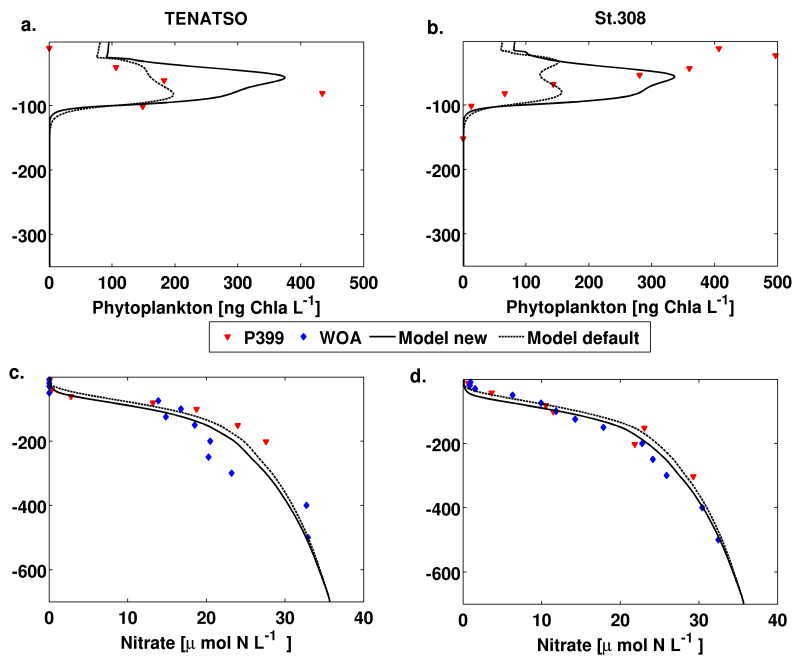 a. TENATSO
-100
-200
-300
0 100 200 300 400 500
Phytoplankton [ng Chla L⁻¹]
b. St.308
0
-100
-200
-300
0 100 200 300 400 500
Phytoplankton [ng Chla L⁻¹]
P399 WOA Model new Model default
c.
-200
-400
-600
0 10 20 30 40
Nitrate [μ mol N L⁻¹ ]
d.
0
-200
-400
-600
0 10 20 30 40
Nitrate [μ mol N L⁻¹ ]